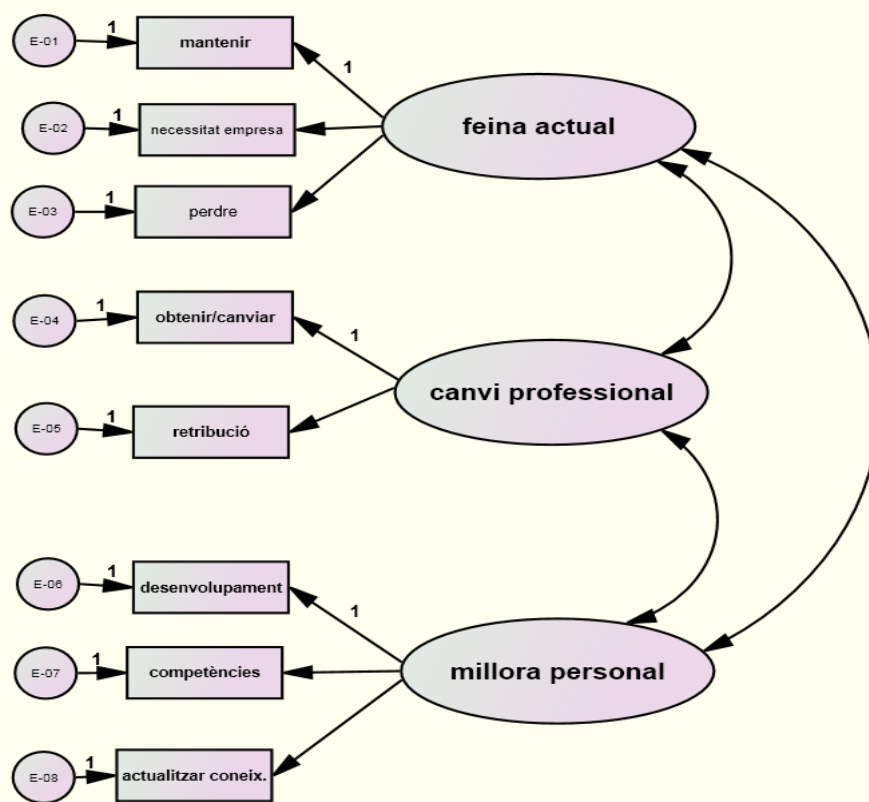 E-01
1
mantenir
1
feina actual
E-02
1
necessitat empresa
E-03
1
perdre
E-04
1
obtenir/canviar
1
canvi professional
E-05
1
retribució
E-06
1
desenvolupament
1
millora personal
E-07
1
competències
E-08
1
actualitzar coneix.